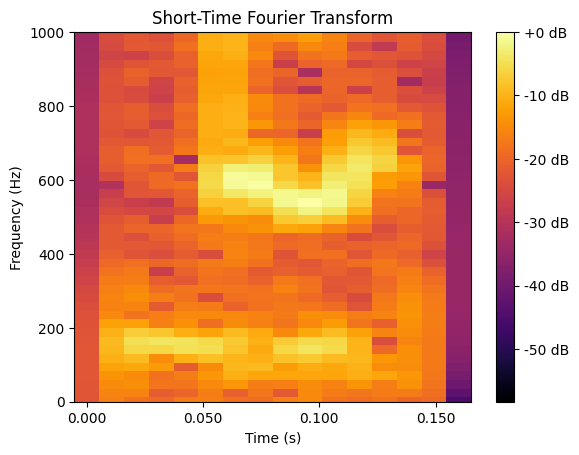 Short-Time Fourier Transform
1000
800
600
400
200
0
Frequency (Hz)
0.000
0.050
0.100
0.150
Time (s)
+0 dB
-10 dB
-20 dB
-30 dB
-40 dB
-50 dB